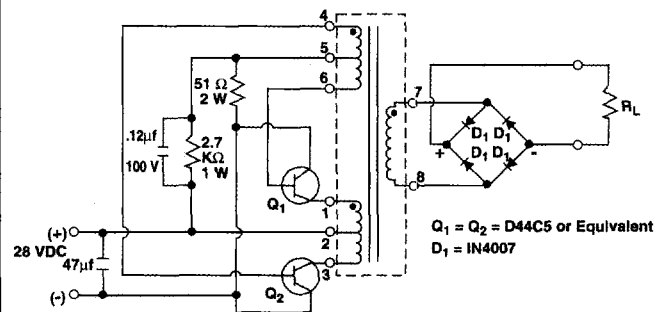 4
5
6
51 Ω
2 W
.12µf
100 V
2.7
KΩ
1 W
Q1
1
2
3
(+)
28 VDC
47µf
(-)
Q2
7
8
D1 D1
D1 D1
+
-
RL
Q1 = Q2 = D44C5 or Equivalent
D1 = IN4007